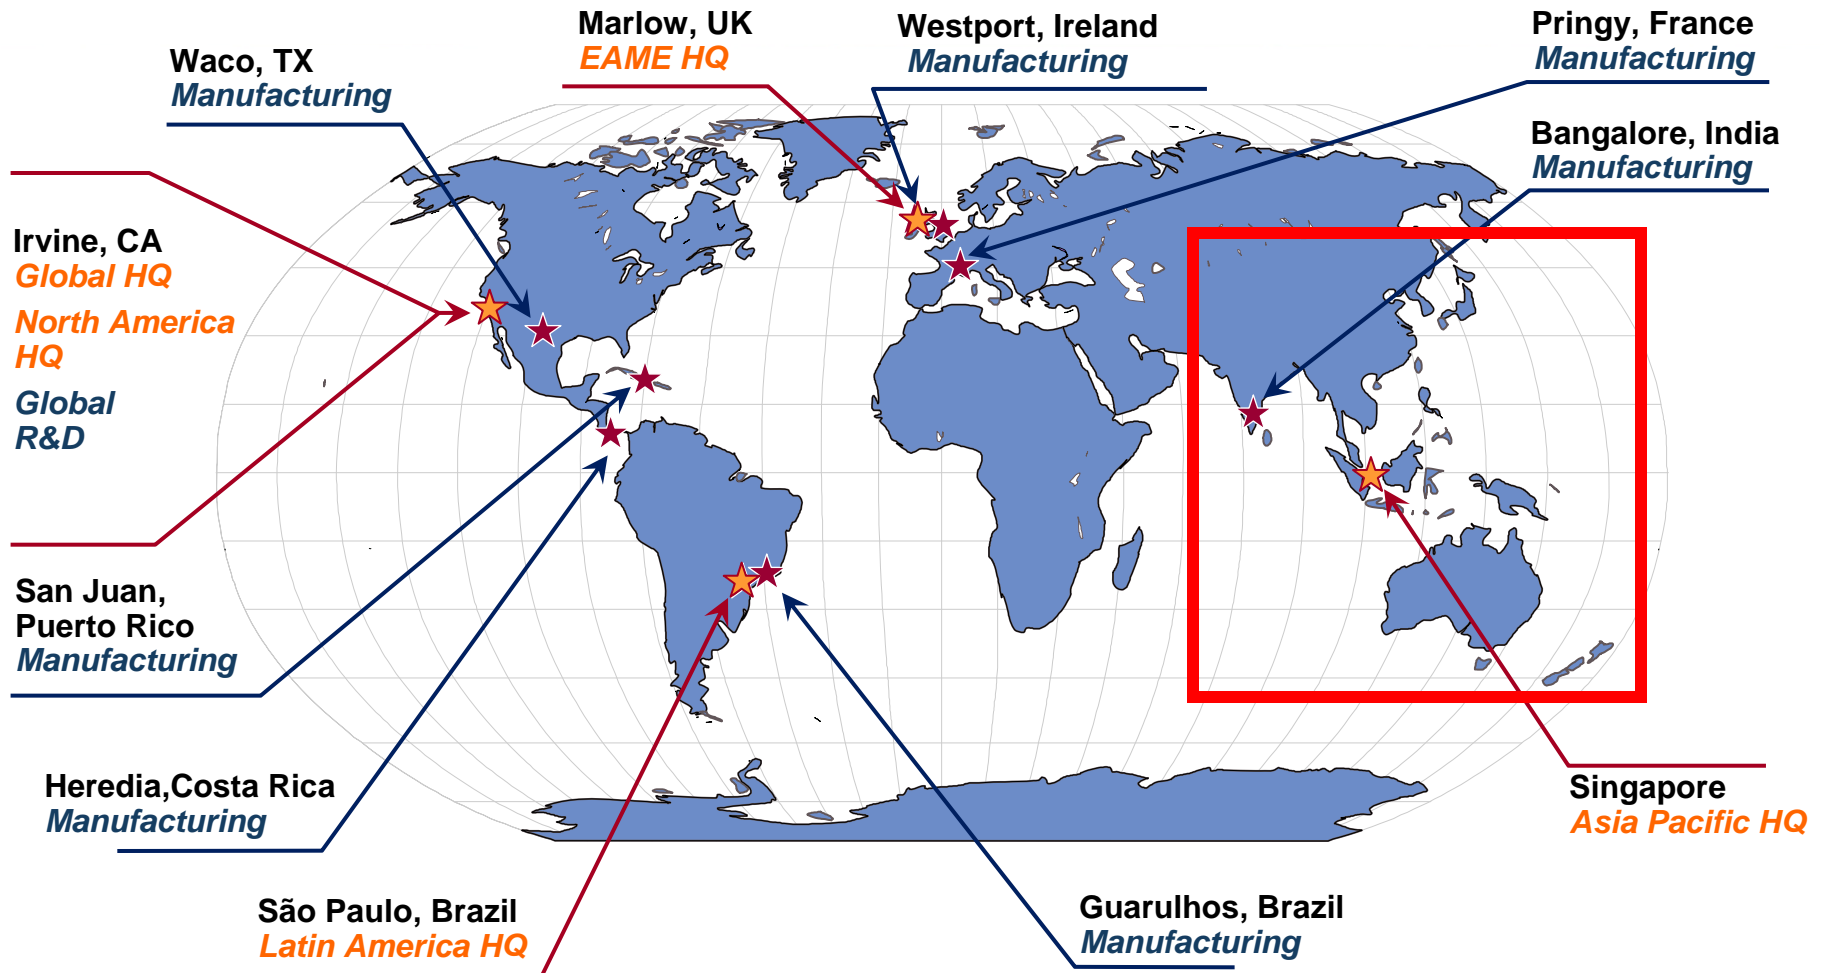 Marlow, UK
EAME HQ
Westport, Ireland
Manufacturing
Pringy, France
Manufacturing
Waco, TX
Manufacturing
Bangalore, India
Manufacturing
Irvine, CA
Global HQ
North America
HQ
Global
R&D
San Juan,
Puerto Rico
Manufacturing
Heredia,Costa Rica
Manufacturing
Singapore
Asia Pacific HQ
São Paulo, Brazil
Latin America HQ
Guarulhos, Brazil
Manufacturing